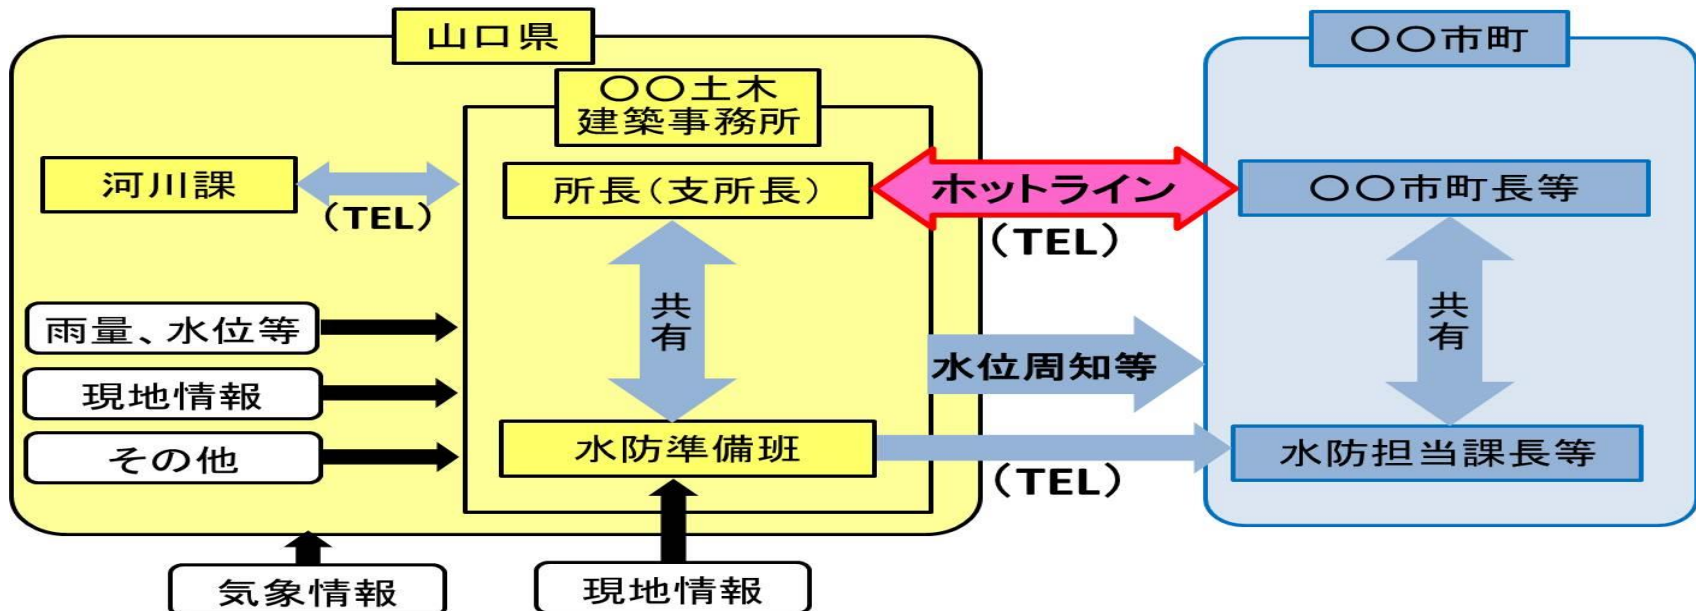 山口県
〇〇市町
〇〇土木
建築事務所
河川課
(TEL)
所長(支所長)
ホットライン
(TEL)
〇〇市町長等
共有
共有
雨量、水位等
現地情報
その他
水位周知等
水防準備班
(TEL)
水防担当課長等
気象情報
現地情報